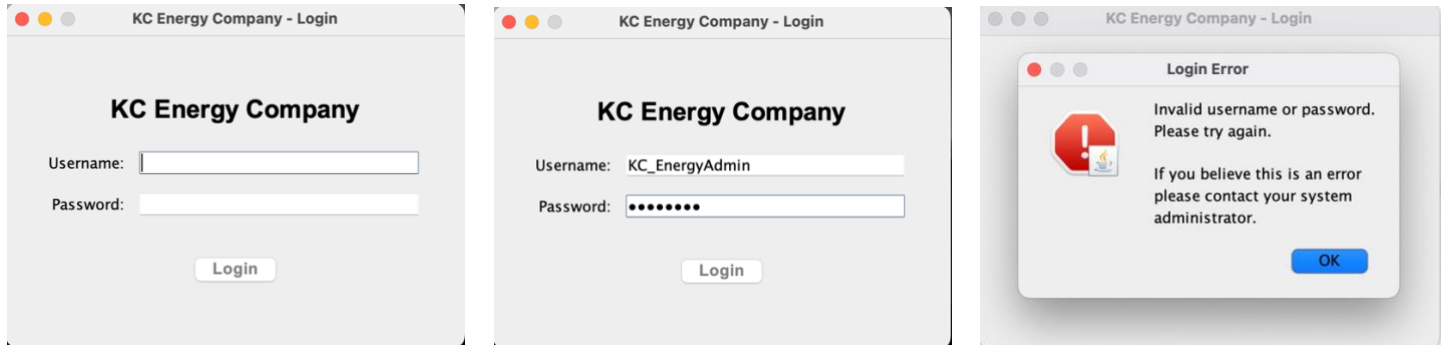 KC Energy Company - Login
KC Energy Company
Username:
Password:
Login
KC Energy Company - Login
KC Energy Company
Username: KC_EnergyAdmin
Password: ••••••••
Login
KC Energy Company - Login
Login Error
Invalid username or password.
Please try again.
If you believe this is an error
please contact your system
administrator.
OK